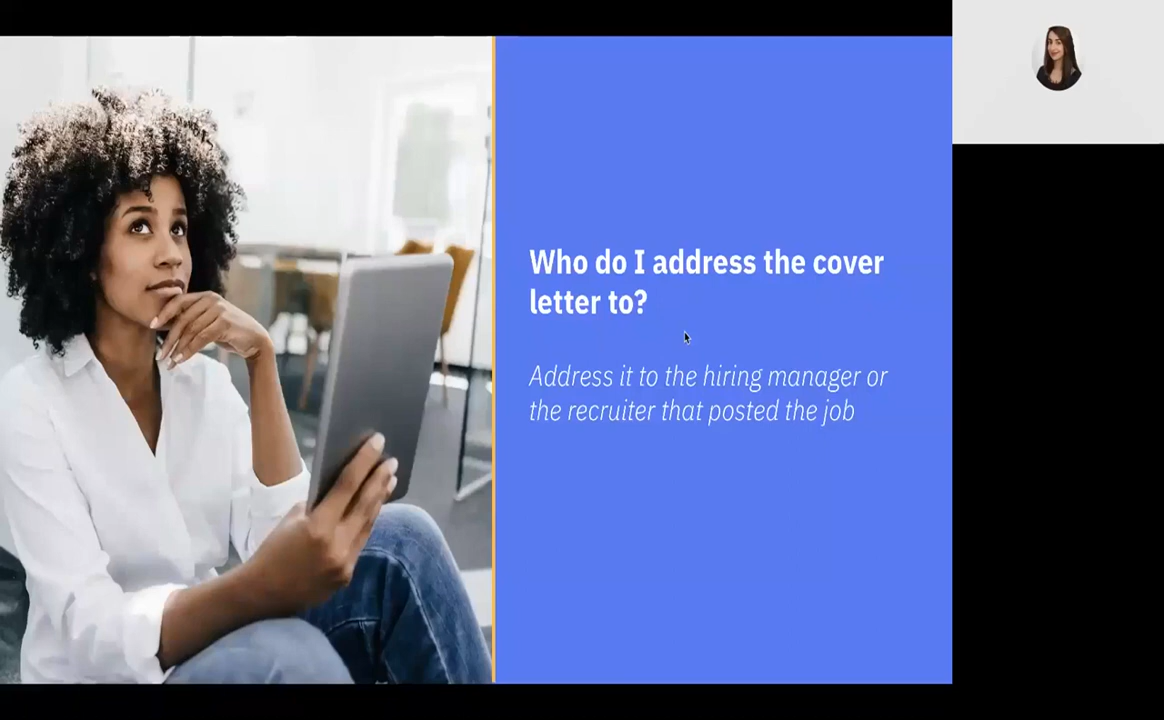 Who do I address the cover
letter to?
Address it to the hiring manager or
the recruiter that posted the job